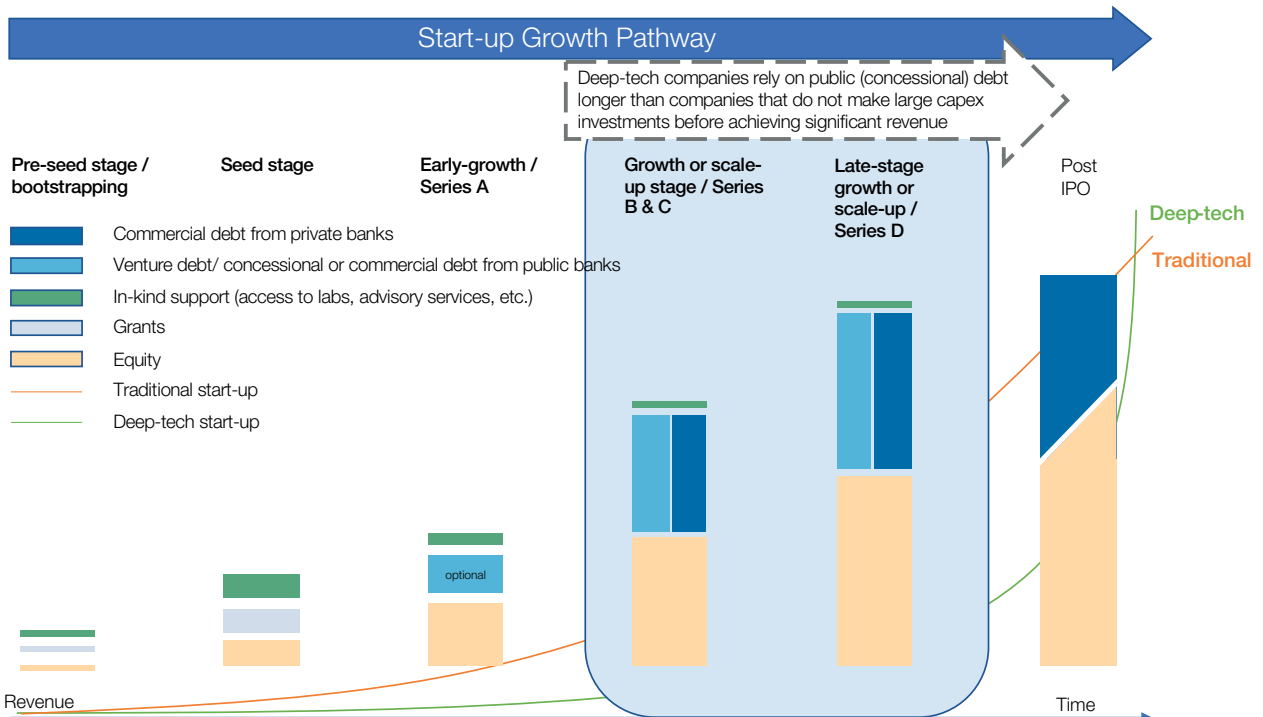 Start-up Growth Pathway
Deep-tech companies rely on public (concessional) debt
longer than companies that do not make large capex
investments before achieving significant revenue
Pre-seed stage /
bootstrapping
Seed stage
Early-growth /
Series A
Growth or scale-
up stage / Series
B & C
Late-stage
growth or
scale-up /
Series D
Post
IPO
Deep-tech
Traditional
Commercial debt from private banks
Venture debt/ concessional or commercial debt from public banks
In-kind support (access to labs, advisory services, etc.)
Grants
Equity
Traditional start-up
Deep-tech start-up
optional
Revenue
Time